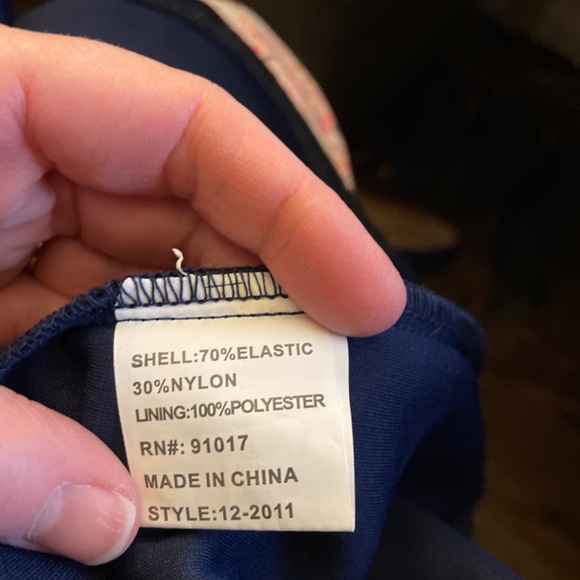 SHELL:70%ELASTIC
30%NYLON
LINING:100%POLYESTER
RN#: 91017
MADE IN CHINA
STYLE:12-2011